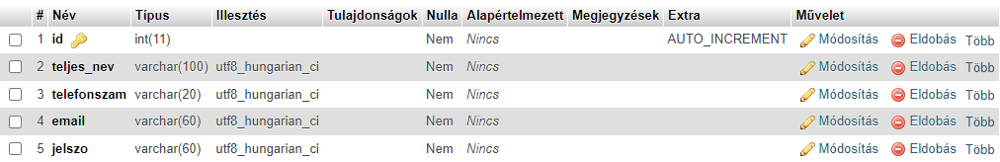 # Név Típus Illesztés Tulajdonságok Nulla Alapértelmezett Megjegyzések Extra Művelet
1 id int(11) Nem Nincs AUTO_INCREMENT Módosítás Eldobás Több
2 teljes_nev varchar(100) utf8_hungarian_ci Nem Nincs Módosítás Eldobás Több
3 telefonszam varchar(20) utf8_hungarian_ci Nem Nincs Módosítás Eldobás Több
4 email varchar(60) utf8_hungarian_ci Nem Nincs Módosítás Eldobás Több
5 jelszo varchar(60) utf8_hungarian_ci Nem Nincs Módosítás Eldobás Több